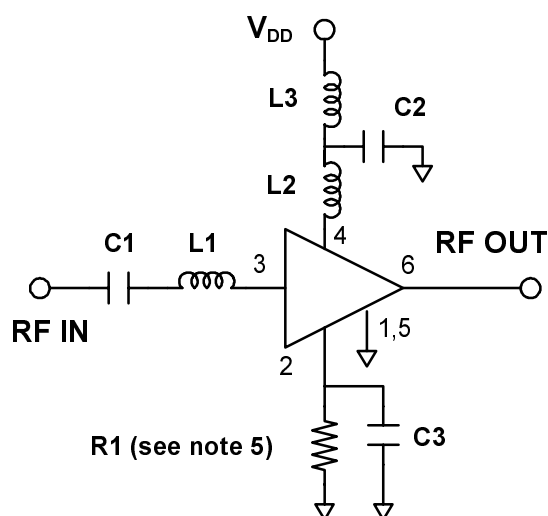 VDD
L3
C2
L2
C1
L1
3
4
6
RF OUT
RF IN
1,5
2
R1 (see note 5)
C3